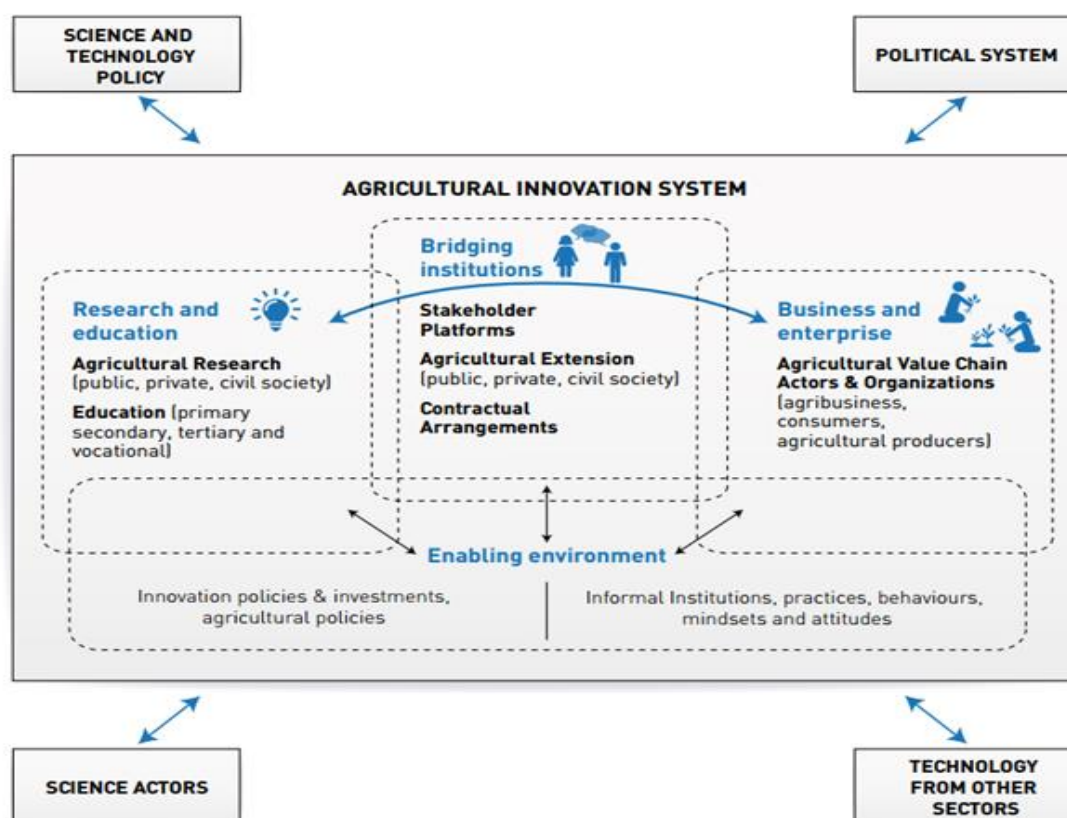 SCIENCE AND
TECHNOLOGY
POLICY
POLITICAL SYSTEM
AGRICULTURAL INNOVATION SYSTEM
Bridging
institutions
Stakeholder
Platforms
Agricultural Extension
(public, private, civil society)
Contractual
Arrangements
Research and
education
Agricultural Research
(public, private, civil society)
Education (primary
secondary, tertiary and
vocational)
Business and
enterprise
Agricultural Value Chain
Actors & Organizations
(agribusiness,
consumers,
agricultural producers)
Enabling environment
Innovation policies & investments,
agricultural policies
Informal Institutions, practices, behaviours,
mindsets and attitudes
SCIENCE ACTORS
TECHNOLOGY
FROM OTHER
SECTORS